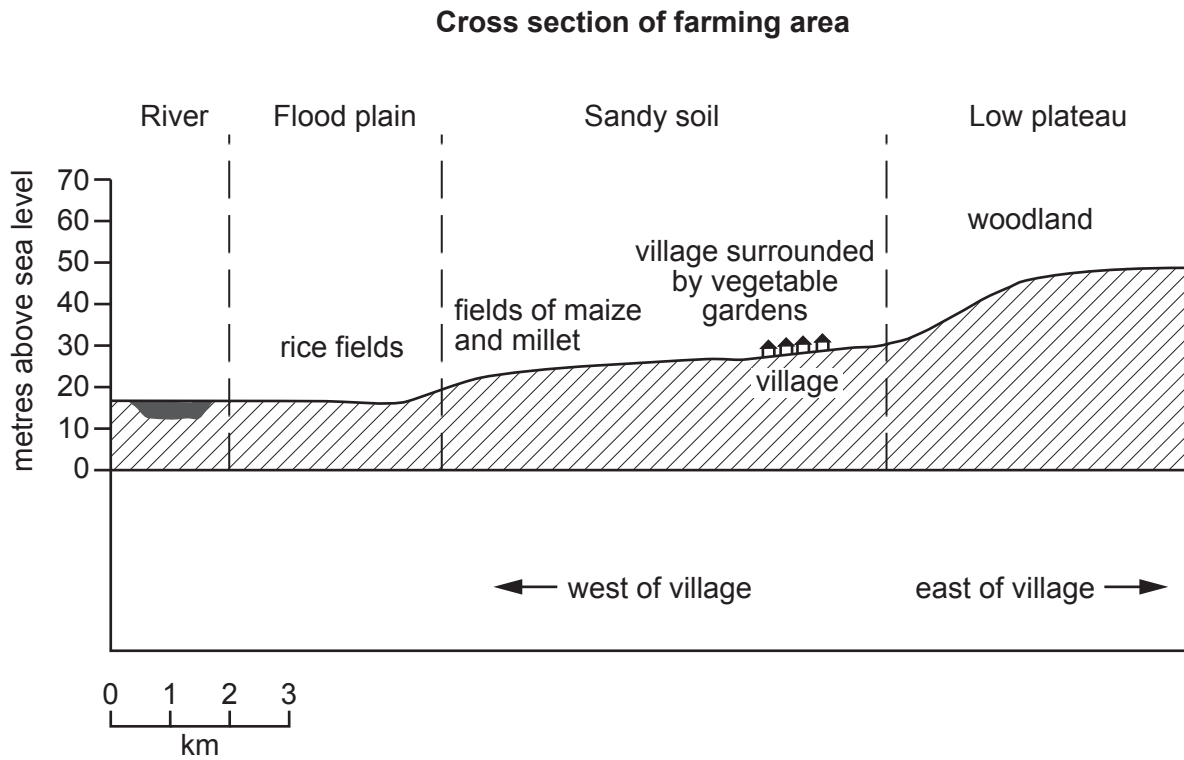 Cross section of farming area
River
Flood plain
Sandy soil
Low plateau
metres above sea level
70
60
50
40
30
20
10
0
woodland
village surrounded
by vegetable
gardens
fields of maize
and millet
rice fields
village
west of village
east of village
0 1 2 3
km